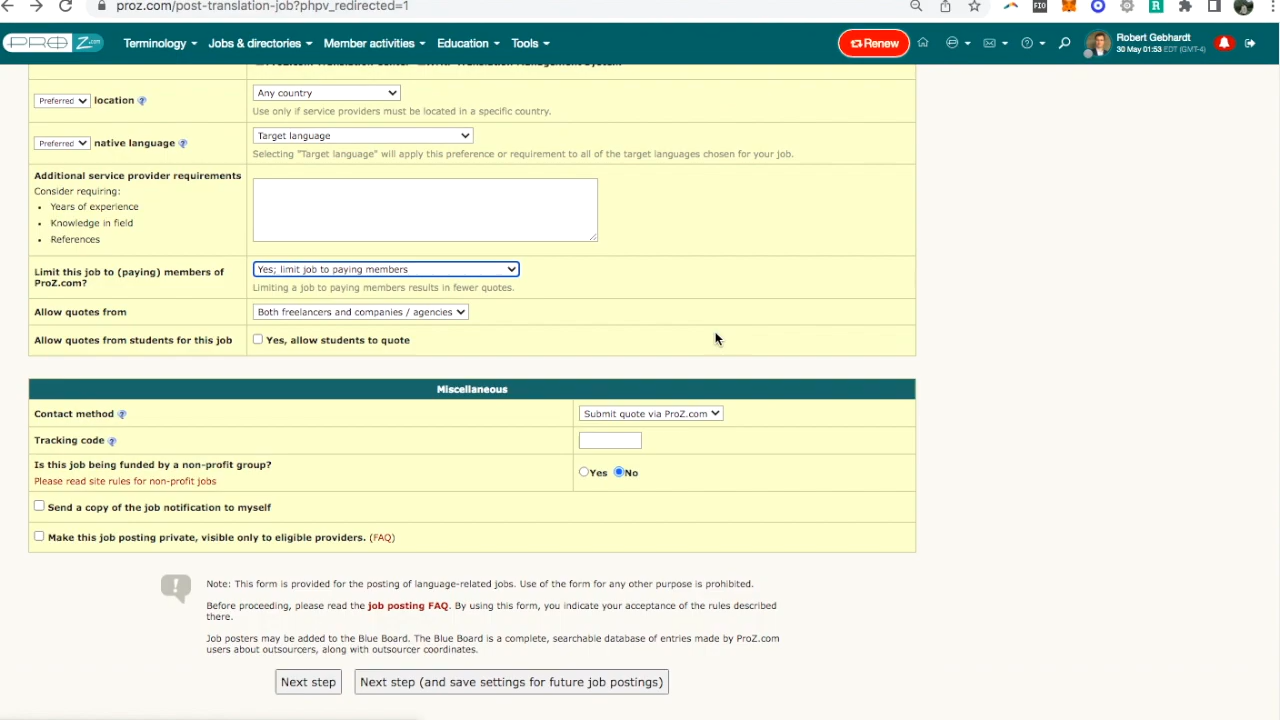 proz.com/post-translation-job?phpv_redirected=1
PROZ.com Terminology Jobs & directories Member activities Education Tools Renew Robert Gebhardt
30 May 01:53 EDT (GMT-4)
Preferred location ? Any country
Use only if service providers must be located in a specific country.
Preferred native language ? Target language
Selecting "Target language" will apply this preference or requirement to all of the target languages chosen for your job.
Additional service provider requirements
Consider requiring:
• Years of experience
• Knowledge in field
• References
Limit this job to (paying) members of
ProZ.com?
Yes; limit job to paying members
Limiting a job to paying members results in fewer quotes.
Allow quotes from Both freelancers and companies / agencies
Allow quotes from students for this job Yes, allow students to quote
Miscellaneous
Contact method ? Submit quote via ProZ.com
Tracking code ?
Is this job being funded by a non-profit group?
Please read site rules for non-profit jobs
Yes No
Send a copy of the job notification to myself
Make this job posting private, visible only to eligible providers. (FAQ)
! Note: This form is provided for the posting of language-related jobs. Use of the form for any other purpose is prohibited.
Before proceeding, please read the job posting FAQ. By using this form, you indicate your acceptance of the rules described
there.
Job posters may be added to the Blue Board. The Blue Board is a complete, searchable database of entries made by ProZ.com
users about outsourcers, along with outsourcer coordinates.
Next step Next step (and save settings for future job postings)